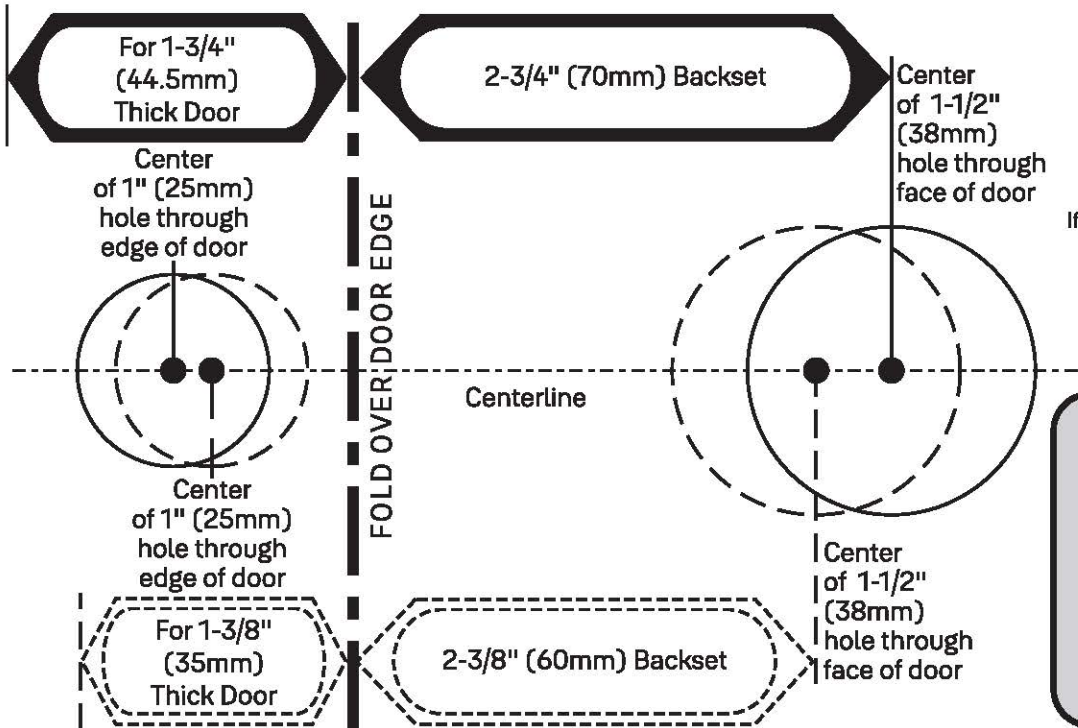 For 1-3/4"
(44.5mm)
Thick Door
2-3/4" (70mm) Backset
Center
of 1-1/2"
(38mm)
hole through
face of door
Center
of 1" (25mm)
hole through
edge of door
If
FOLD OVER DOOR EDGE
Centerline
Center
of 1" (25mm)
hole through
edge of door
Center
of 1-1/2"
(38mm)
hole through
face of door
For 1-3/8"
(35mm)
Thick Door
2-3/8" (60mm) Backset